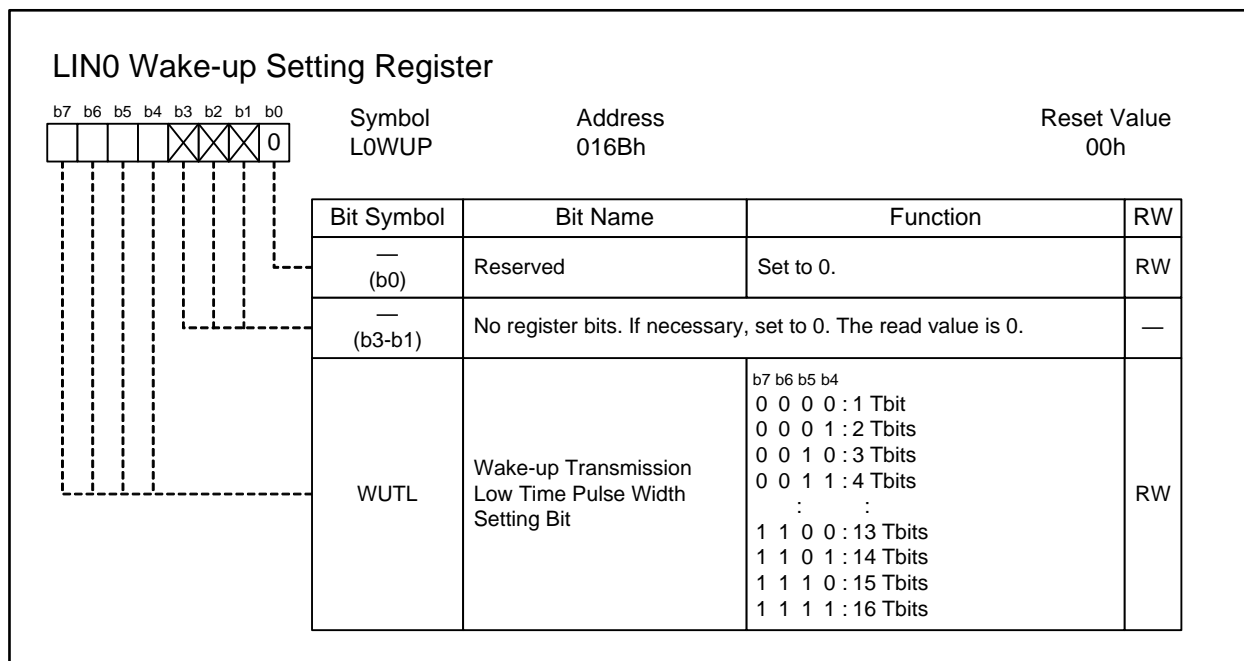 LIN0 Wake-up Setting Register
b7 b6 b5 b4 b3 b2 b1 b0
0
Symbol Address Reset Value
L0WUP 016Bh 00h
Bit Symbol Bit Name Function RW
—
(b0) Reserved Set to 0. RW
—
(b3-b1) No register bits. If necessary, set to 0. The read value is 0. —
WUTL
Wake-up Transmission
Low Time Pulse Width
Setting Bit
b7 b6 b5 b4
0 0 0 0 : 1 Tbit
0 0 0 1 : 2 Tbits
0 0 1 0 : 3 Tbits
0 0 1 1 : 4 Tbits
: :
1 1 0 0 : 13 Tbits
1 1 0 1 : 14 Tbits
1 1 1 0 : 15 Tbits
1 1 1 1 : 16 Tbits
RW